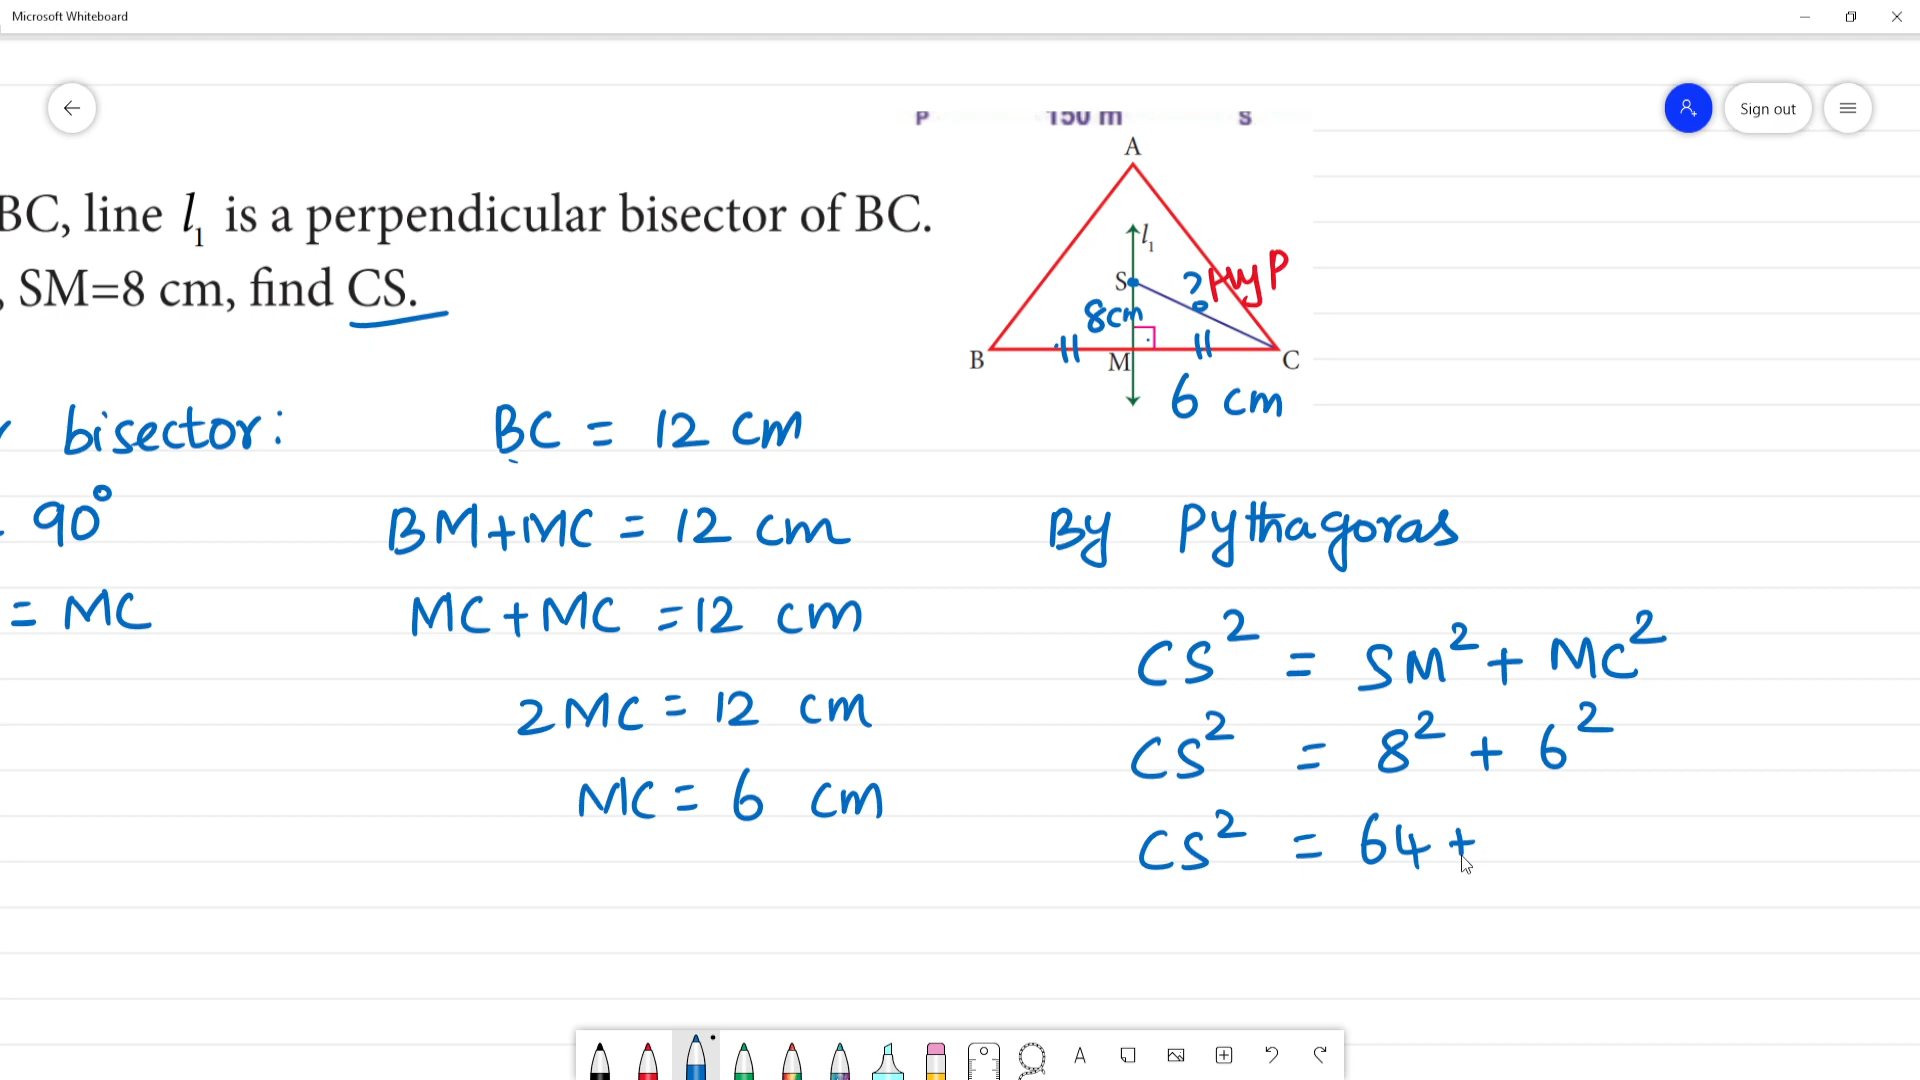 Microsoft Whiteboard
Sign out
P 150 m S
A
BC, line l₁ is a perpendicular bisector of BC.
l₁
, SM=8 cm, find CS.
S
? Hyp
8cm
B M C
6 cm
bisector: BC = 12 cm
90° BM+MC = 12 cm By Pythagoras
= MC MC + MC = 12 cm
CS² = SM² + MC²
2MC = 12 cm
CS² = 8² + 6²
MC = 6 cm
CS² = 64 +
A